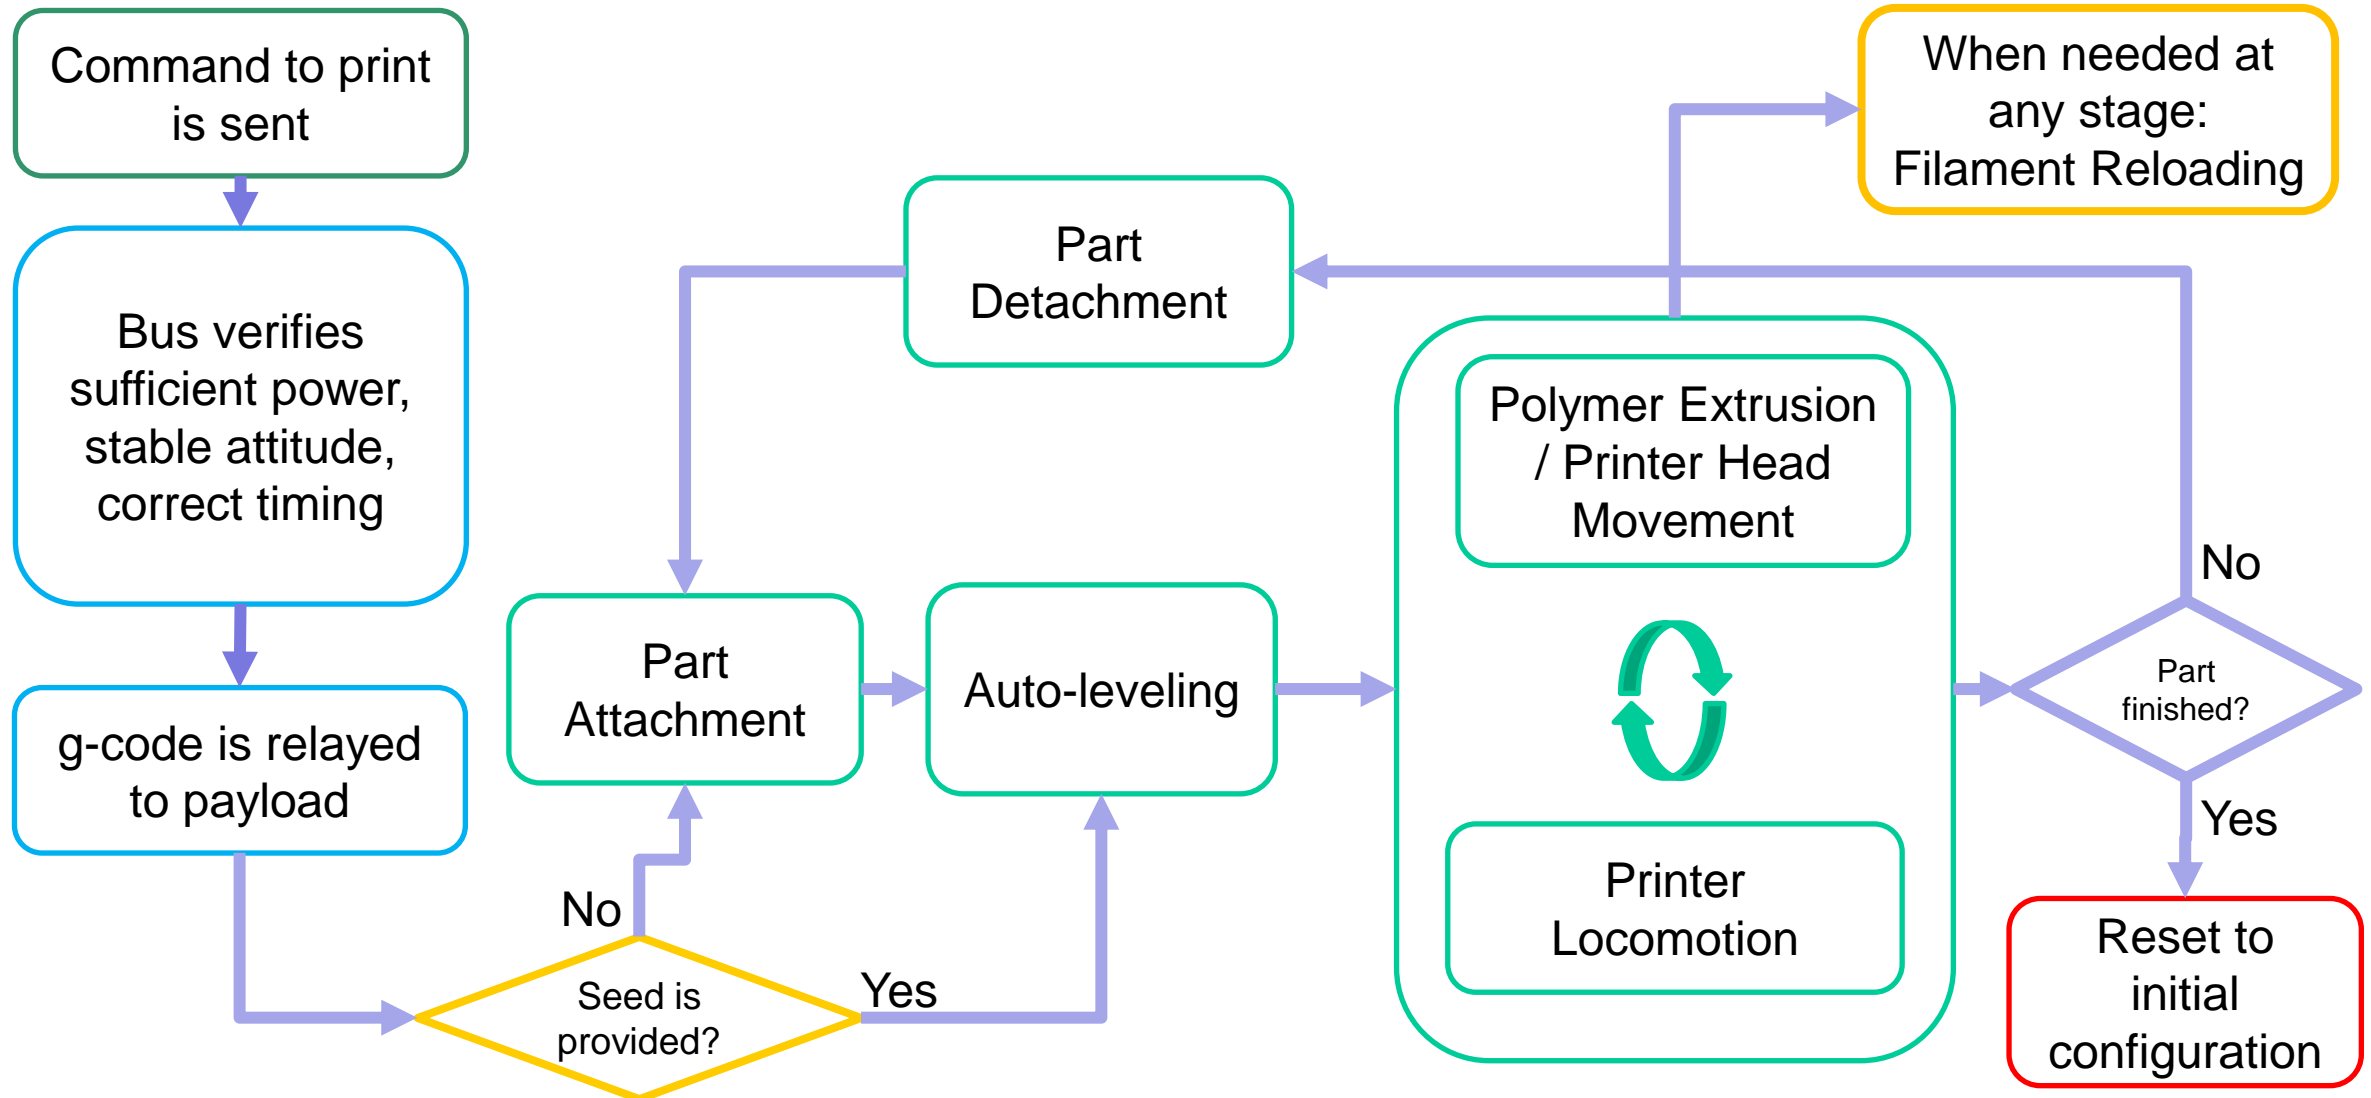 Command to print
is sent
Bus verifies
sufficient power,
stable attitude,
correct timing
g-code is relayed
to payload
Seed is
provided?
No
Yes
Part
Attachment
Auto-leveling
Part
Detachment
Polymer Extrusion
/ Printer Head
Movement
Printer
Locomotion
When needed at
any stage:
Filament Reloading
Part
finished?
No
Yes
Reset to
initial
configuration